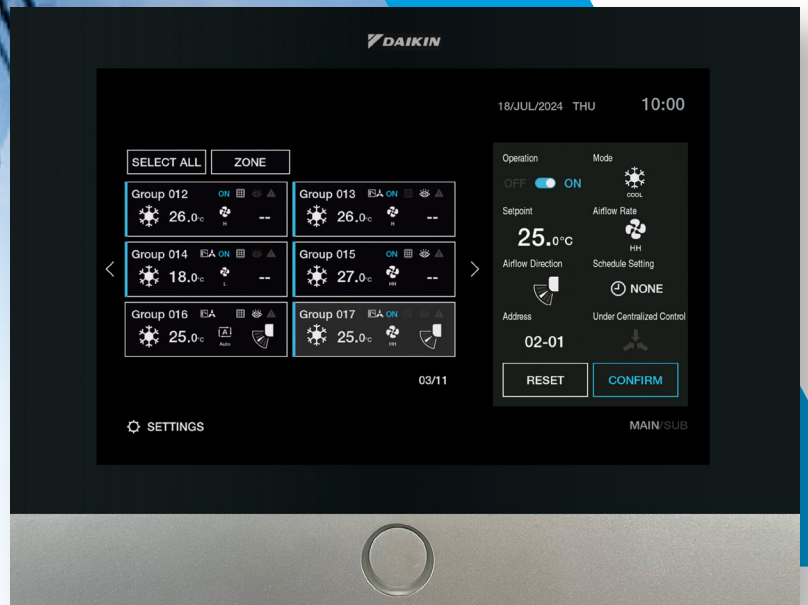 DAIKIN
18/JUL/2024 THU 10:00
SELECT ALL ZONE
Group 012 ON
26.0°C H --
Group 013 ON
26.0°C H --
Group 014 ON
18.0°C L --
Group 015 ON
27.0°C HH --
Group 016
25.0°C A Auto
Group 017 ON
25.0°C HH
03/11
SETTINGS
Operation Mode
OFF ON COOL
Setpoint Airflow Rate
25.0°C HH
Airflow Direction Schedule Setting
NONE
Address Under Centralized Control
02-01
RESET CONFIRM
MAIN/SUB